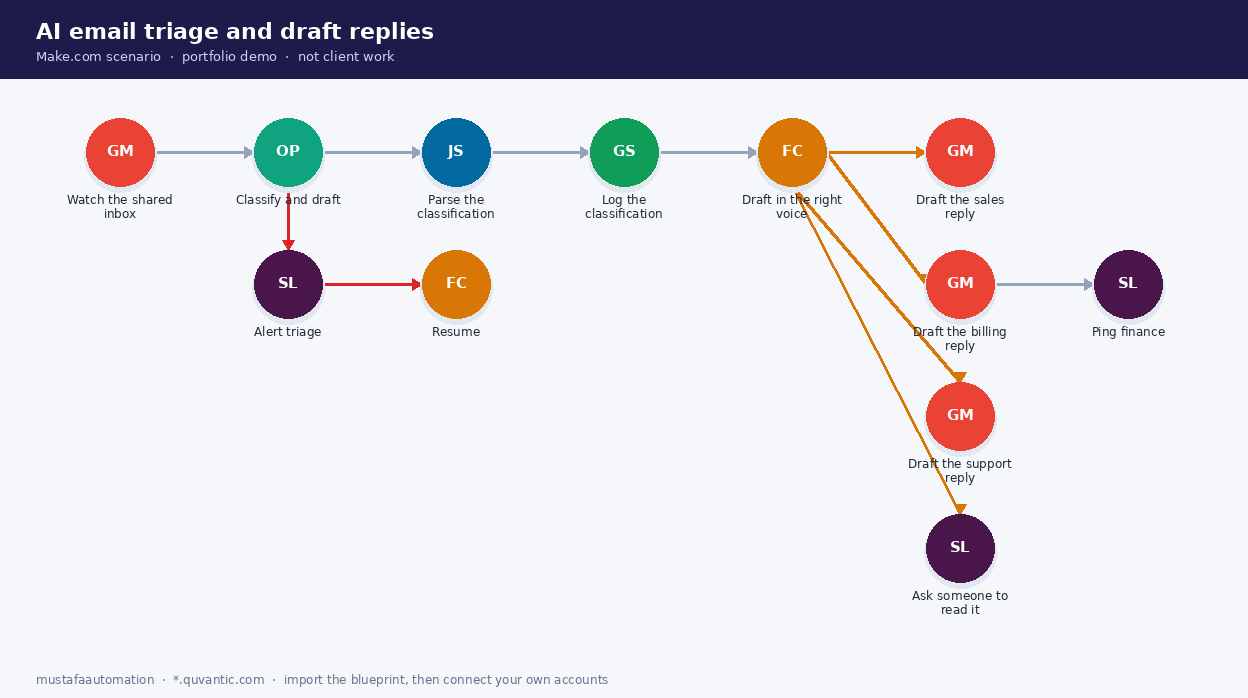 AI email triage and draft replies
Make.com scenario · portfolio demo · not client work
GM
OP
JS
GS
FC
GM
Watch the shared
inbox
Classify and draft
Parse the
classification
Log the
classification
Draft in the right
voice
Draft the sales
reply
SL
FC
GM
SL
Alert triage
Resume
Draft the billing
reply
Ping finance
GM
Draft the support
reply
SL
Ask someone to
read it
mustafaautomation · *.quvantic.com · import the blueprint, then connect your own accounts